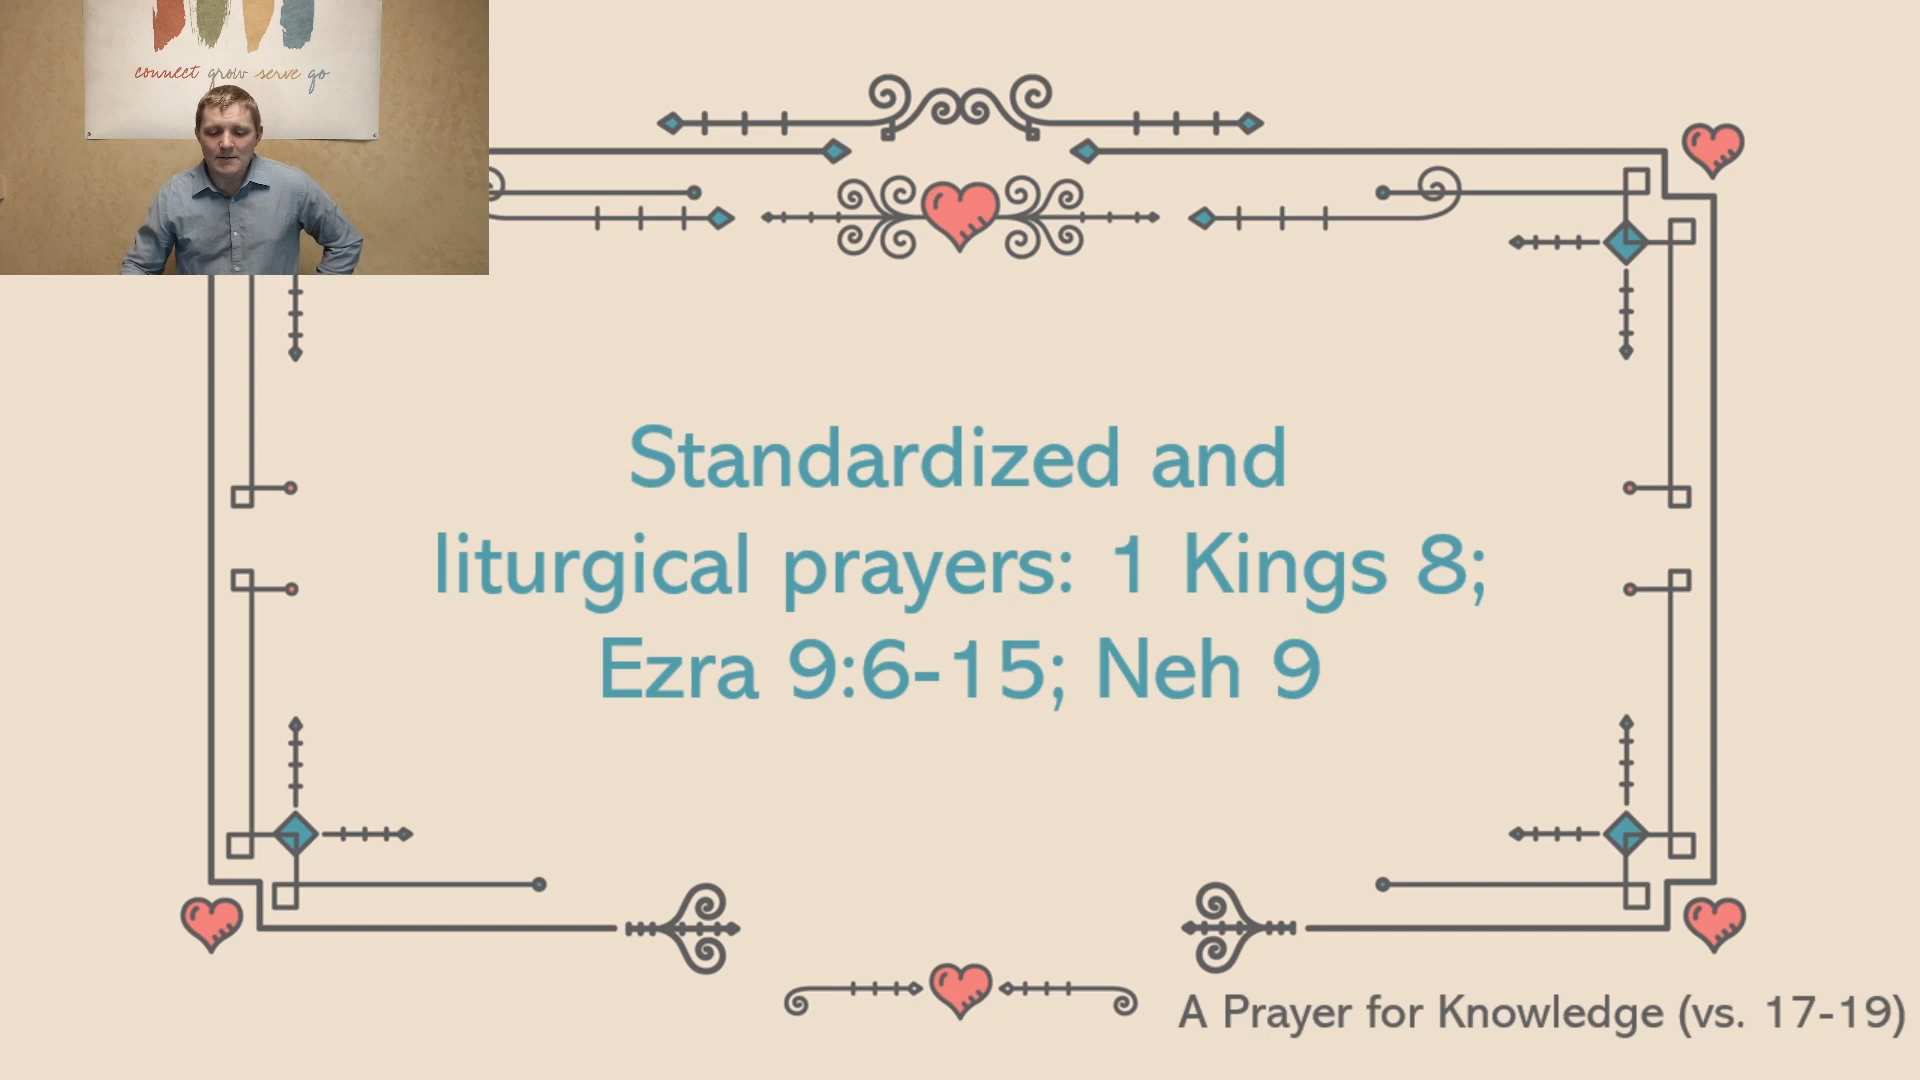 connect grow serve go
Standardized and
liturgical prayers: 1 Kings 8;
Ezra 9:6-15; Neh 9
A Prayer for Knowledge (vs. 17-19)